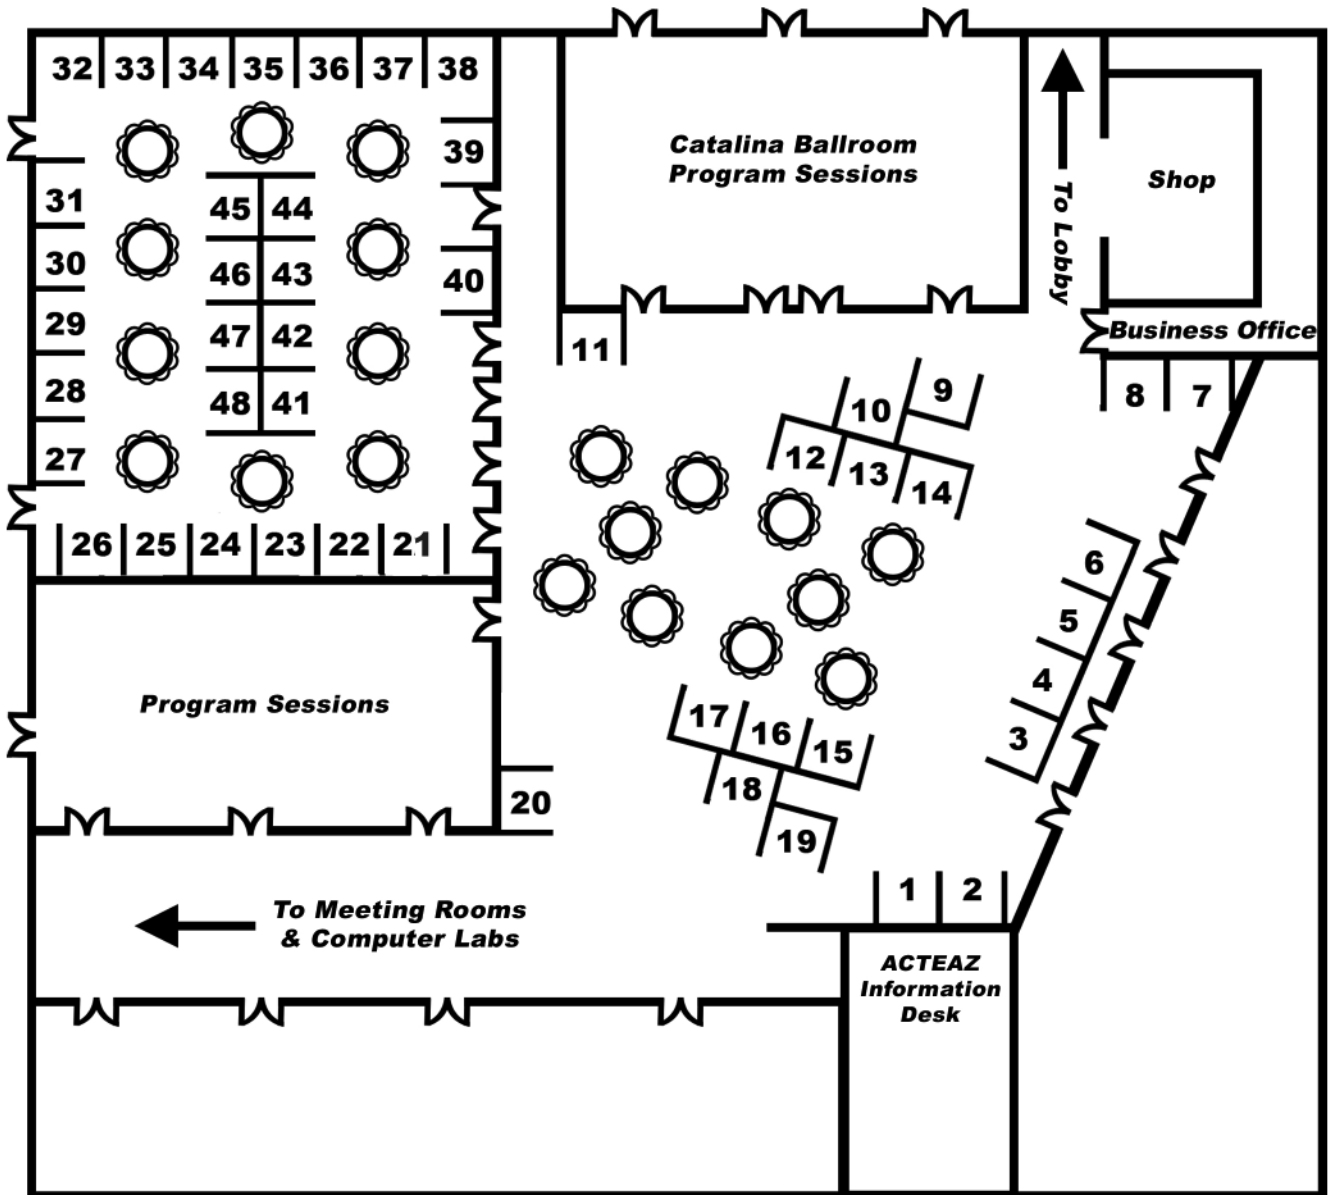 32 33 34 35 36 37 38
39
Catalina Ballroom
Program Sessions
To Lobby
Shop
31
45 44
30
46 43
40
29
47 42
Business Office
11
28
48 41
10
9
8
7
27
12
13
14
26 25 24 23 22 21
6
5
4
3
Program Sessions
17
16
15
18
19
20
1 2
To Meeting Rooms
& Computer Labs
ACTEAZ
Information
Desk